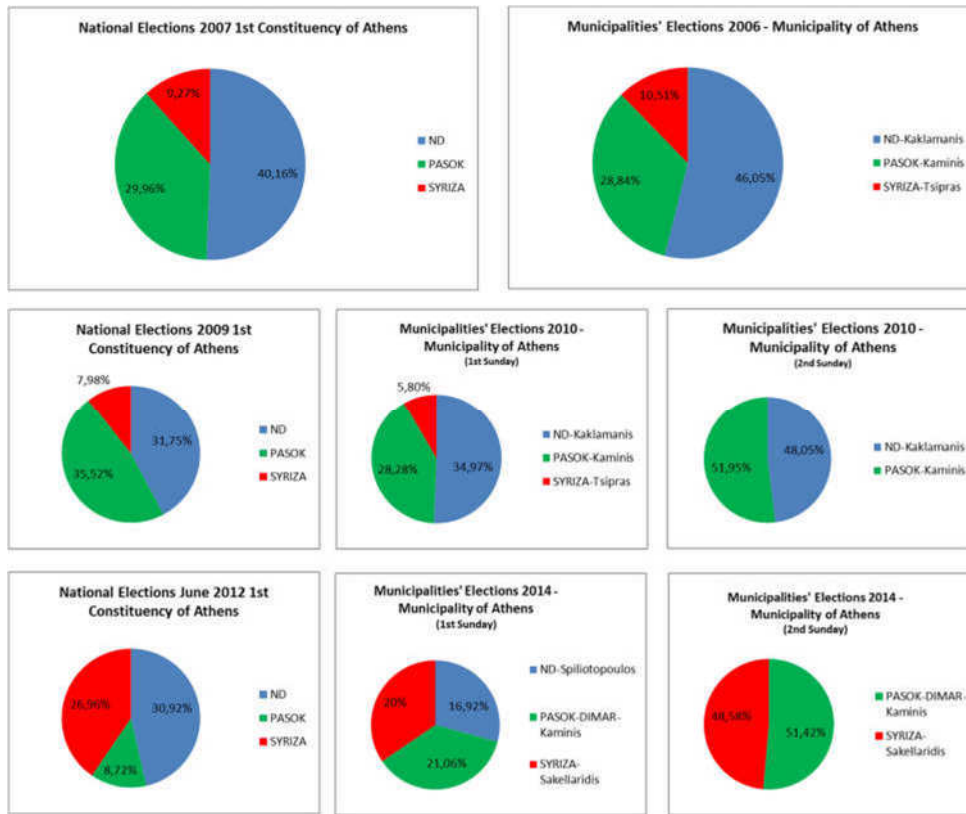 National Elections 2007 1st Constituency of Athens
9,27%
29,96%
40,16%
ND
PASOK
SYRIZA
Municipalities' Elections 2006 - Municipality of Athens
10,51%
28,84%
46,05%
ND-Kaklamanis
PASOK-Kaminis
SYRIZA-Tsipras
National Elections 2009 1st
Constituency of Athens
7,98%
31,75%
35,52%
ND
PASOK
SYRIZA
Municipalities' Elections 2010 -
Municipality of Athens
(1st Sunday)
5,80%
28,28%
34,97%
ND-Kaklamanis
PASOK-Kaminis
SYRIZA-Tsipras
Municipalities' Elections 2010 -
Municipality of Athens
(2nd Sunday)
51,95%
48,05%
ND-Kaklamanis
PASOK-Kaminis
National Elections June 2012 1st
Constituency of Athens
26,96%
30,92%
8,72%
ND
PASOK
SYRIZA
Municipalities' Elections 2014 -
Municipality of Athens
(1st Sunday)
20%
16,92%
21,06%
ND-Spiliotopoulos
PASOK-DIMAR-
Kaminis
SYRIZA-
Sakellaridis
Municipalities' Elections 2014 -
Municipality of Athens
(2nd Sunday)
48,58%
51,42%
PASOK-DIMAR-
Kaminis
SYRIZA-
Sakellaridis